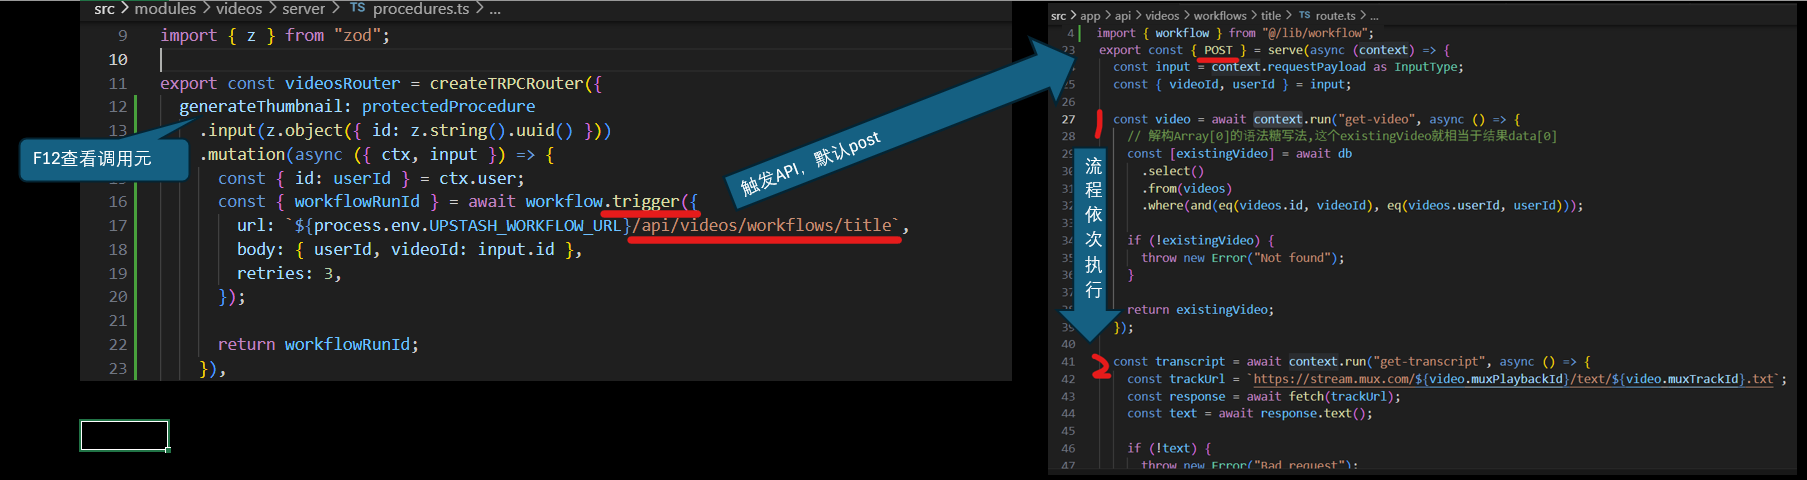 src > modules > videos > server > TS procedures.ts > ...
9 import { z } from "zod";
10
11 export const videosRouter = createTRPCRouter({
12 generateThumbnail: protectedProcedure
13 .input(z.object({ id: z.string().uuid() }))
14 .mutation(async ({ ctx, input }) => {
F12查看调用元
const { id: userId } = ctx.user;
16 const { workflowRunId } = await workflow.trigger({
17 url: `${process.env.UPSTASH_WORKFLOW_URL}/api/videos/workflows/title`,
18 body: { userId, videoId: input.id },
19 retries: 3,
20 });
21
22 return workflowRunId;
23 }),
触发API, 默认post
src > app > api > videos > workflows > title > TS route.ts > ...
4 import { workflow } from "@/lib/workflow";
23 export const { POST } = serve(async (context) => {
const input = context.requestPayload as InputType;
25 const { videoId, userId } = input;
26
27 const video = await context.run("get-video", async () => {
28 // 解构Array[0]的语法糖写法,这个existingVideo就相当于结果data[0]
29 const [existingVideo] = await db
30 .select()
31 .from(videos)
32 .where(and(eq(videos.id, videoId), eq(videos.userId, userId)));
33
34 if (!existingVideo) {
35 throw new Error("Not found");
36 }
37
return existingVideo;
39 });
40
41 const transcript = await context.run("get-transcript", async () => {
42 const trackUrl = `https://stream.mux.com/${video.muxPlaybackId}/text/${video.muxTrackId}.txt`;
43 const response = await fetch(trackUrl);
44 const text = await response.text();
45
46 if (!text) {
47 throw new Error("Bad request");
1
流程依次执行
2